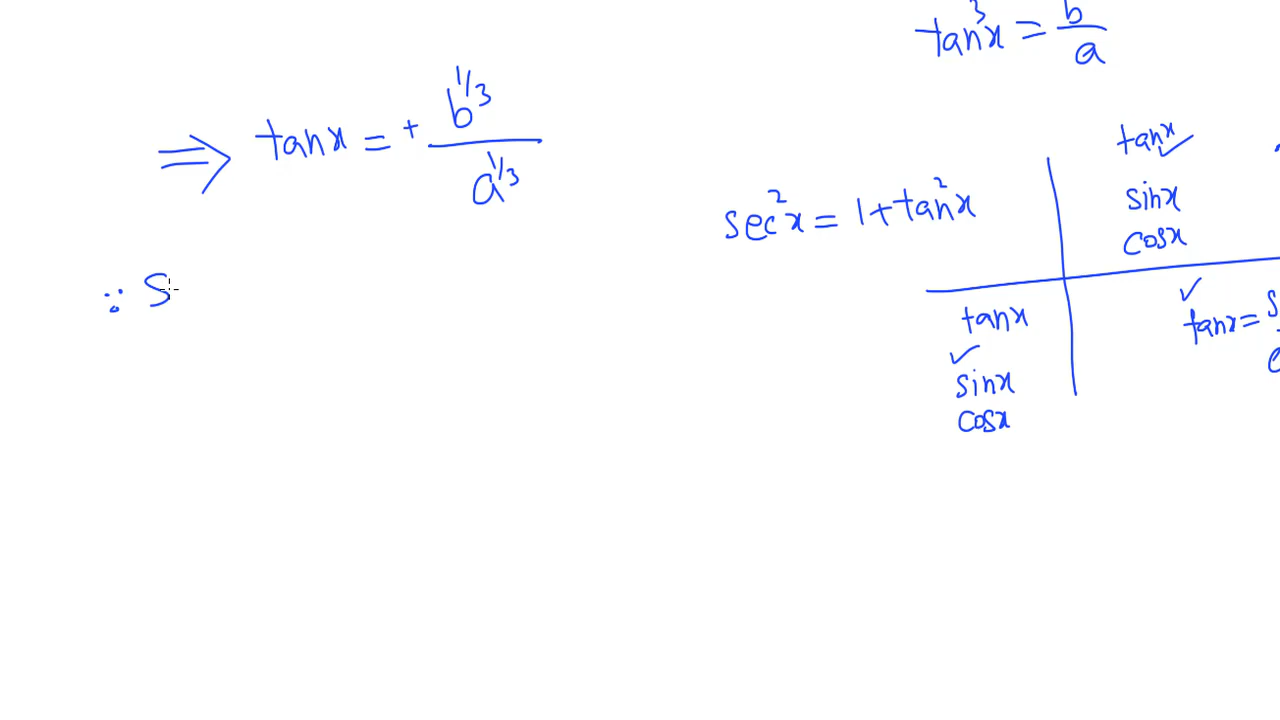 tan³x = b/a
⇒ tanx = + b^1/3 / a^1/3
sec²x = 1+tan²x
tanx ✓
sinx
cosx
∵ S
tanx
✓ sinx
cosx
✓ tanx =